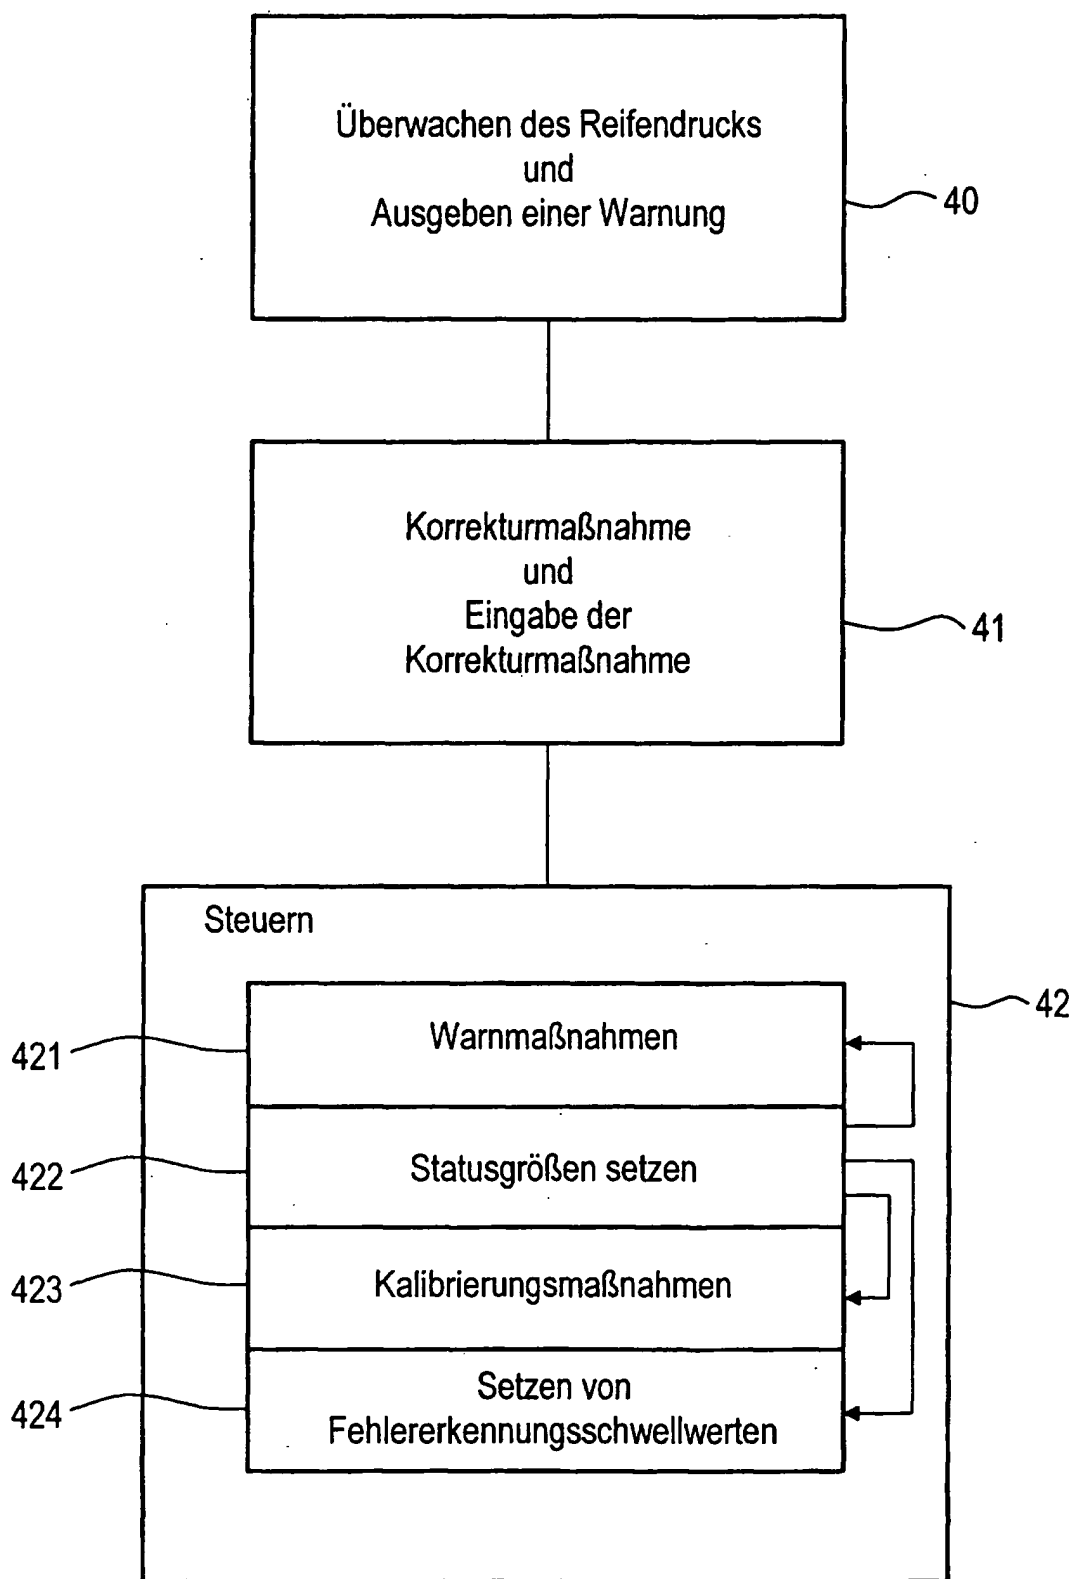 Überwachen des Reifendrucks
und
Ausgeben einer Warnung
40
Korrekturmaßnahme
und
Eingabe der
Korrekturmaßnahme
41
Steuern
42
Warnmaßnahmen
421
Statusgrößen setzen
422
Kalibrierungsmaßnahmen
423
Setzen von
Fehlererkennungsschwellwerten
424